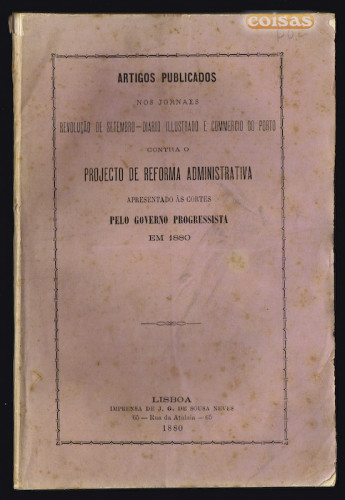 coisas
ARTIGOS PUBLICADOS
NOS JORNAES
REVOLUÇÃO DE SETEMBRO—DIARIO ILLUSTRADO E COMMERCIO DO PORTO
CONTRA O
PROJECTO DE REFORMA ADMINISTRATIVA
APRESENTADO ÁS CORTES
PELO GOVERNO PROGRESSISTA
EM 1880
LISBOA
IMPRENSA DE J. G. DE SOUSA NEVES
65—Rua da Atalaia—65
1880